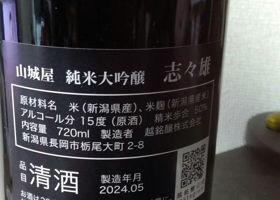 山城屋 純米大吟醸 志々雄
原材料名 米(新潟県産)、米麹(新潟県産米)
アルコール分 15度(原酒) 精米歩合 50%
内容量 720ml 製造者 越銘醸株式会社
新潟県長岡市栃尾大町2-8
品目 清酒 製造年月 2024.05